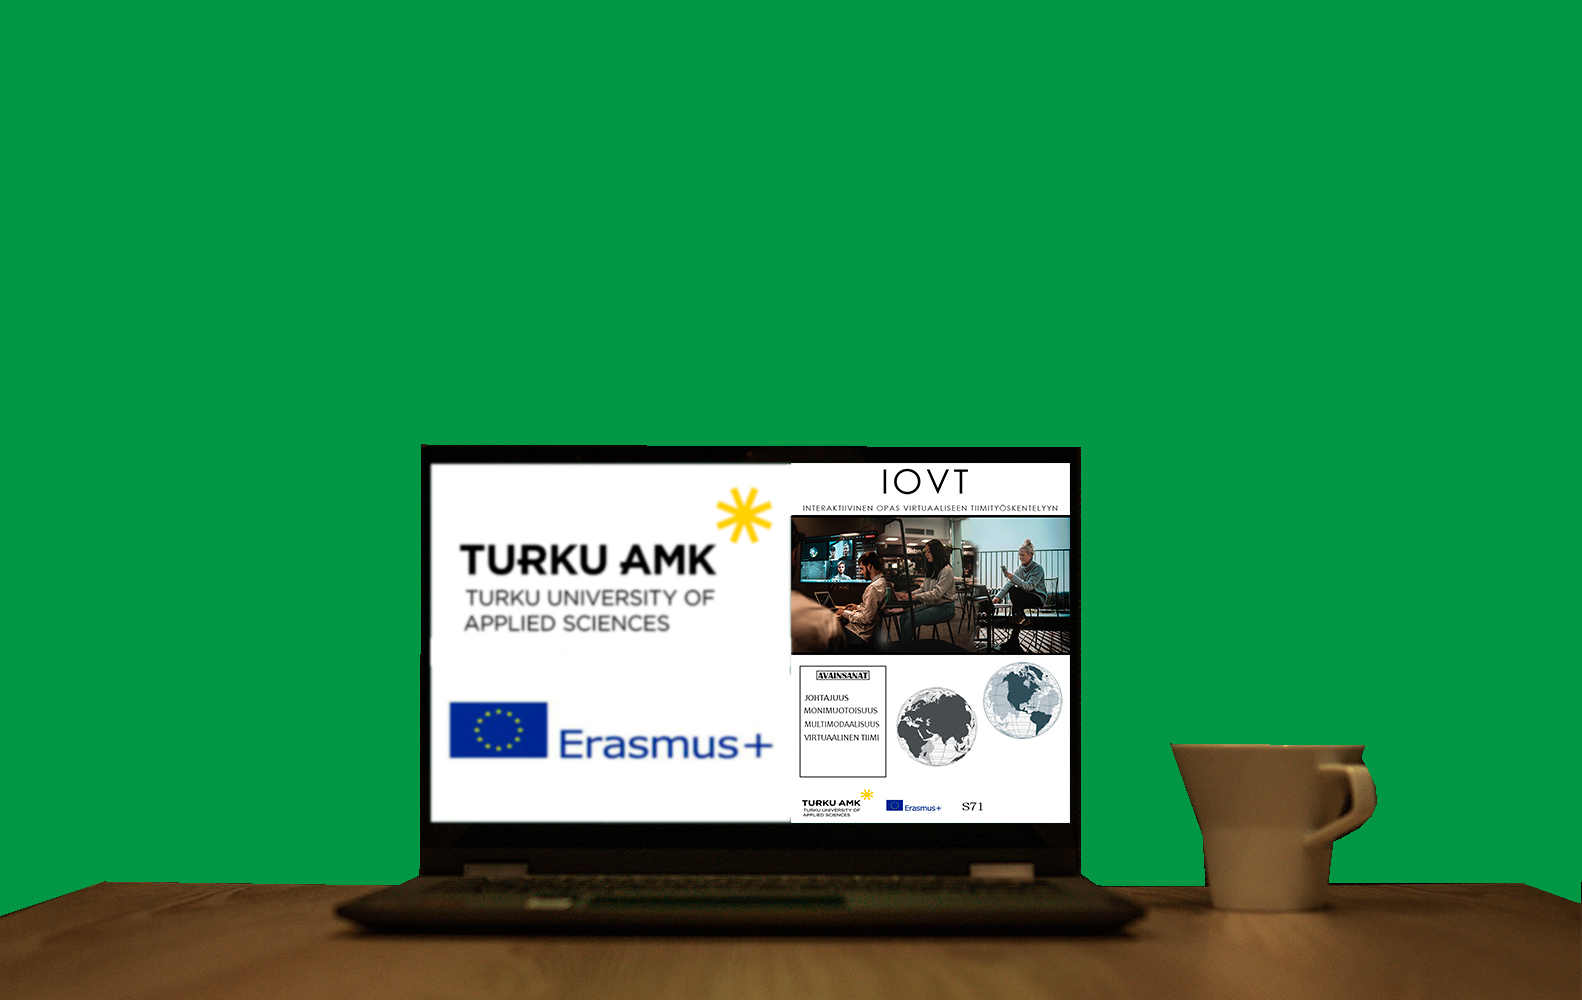 TURKU AMK
TURKU UNIVERSITY OF
APPLIED SCIENCES
Erasmus+
IOVT
INTERAKTIIVINEN OPAS VIRTUAALISEEN TIIMITYÖSKENTELYYN
AVAINSANAT
JOHTAJUUS
MONIMUOTOISUUS
MULTIMODAALISUUS
VIRTUAALINEN TIIMI
TURKU AMK
TURKU UNIVERSITY OF
APPLIED SCIENCES
Erasmus+
S71